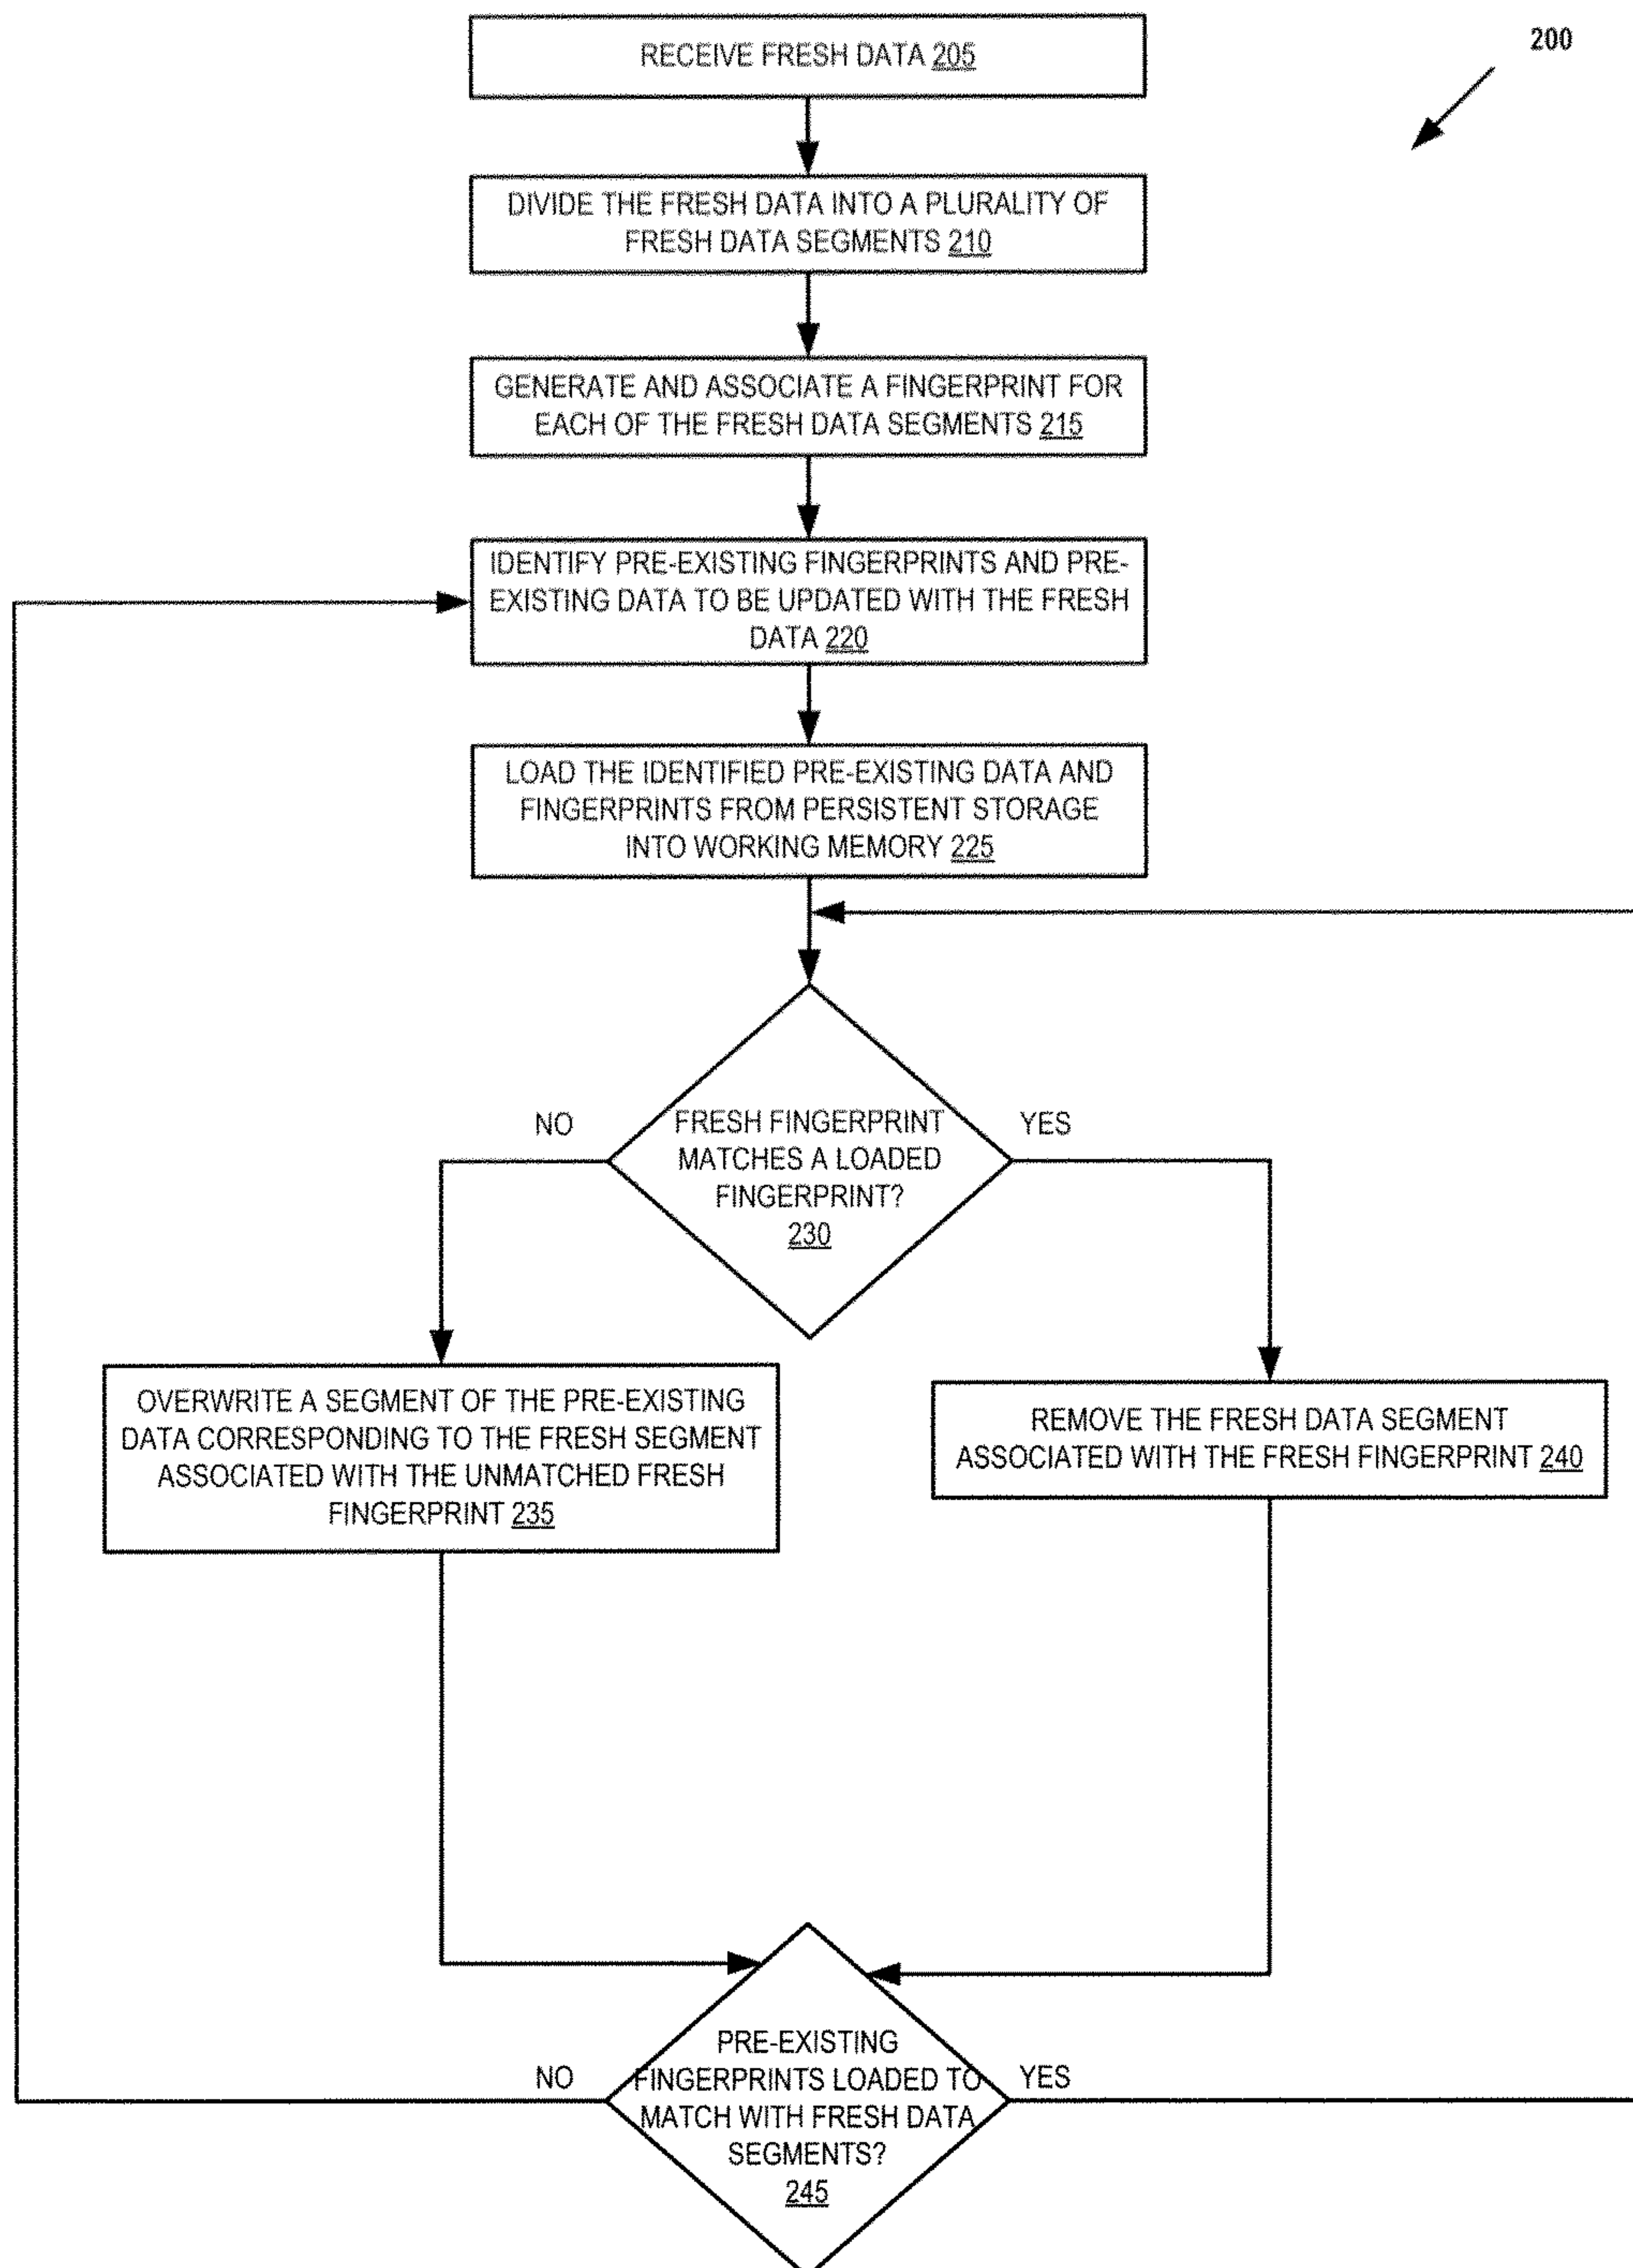 200
RECEIVE FRESH DATA 205
DIVIDE THE FRESH DATA INTO A PLURALITY OF
FRESH DATA SEGMENTS 210
GENERATE AND ASSOCIATE A FINGERPRINT FOR
EACH OF THE FRESH DATA SEGMENTS 215
IDENTIFY PRE-EXISTING FINGERPRINTS AND PRE-
EXISTING DATA TO BE UPDATED WITH THE FRESH
DATA 220
LOAD THE IDENTIFIED PRE-EXISTING DATA AND
FINGERPRINTS FROM PERSISTENT STORAGE
INTO WORKING MEMORY 225
NO
FRESH FINGERPRINT
MATCHES A LOADED
FINGERPRINT?
230
YES
OVERWRITE A SEGMENT OF THE PRE-EXISTING
DATA CORRESPONDING TO THE FRESH SEGMENT
ASSOCIATED WITH THE UNMATCHED FRESH
FINGERPRINT 235
REMOVE THE FRESH DATA SEGMENT
ASSOCIATED WITH THE FRESH FINGERPRINT 240
NO
PRE-EXISTING
FINGERPRINTS LOADED TO
MATCH WITH FRESH DATA
SEGMENTS?
245
YES